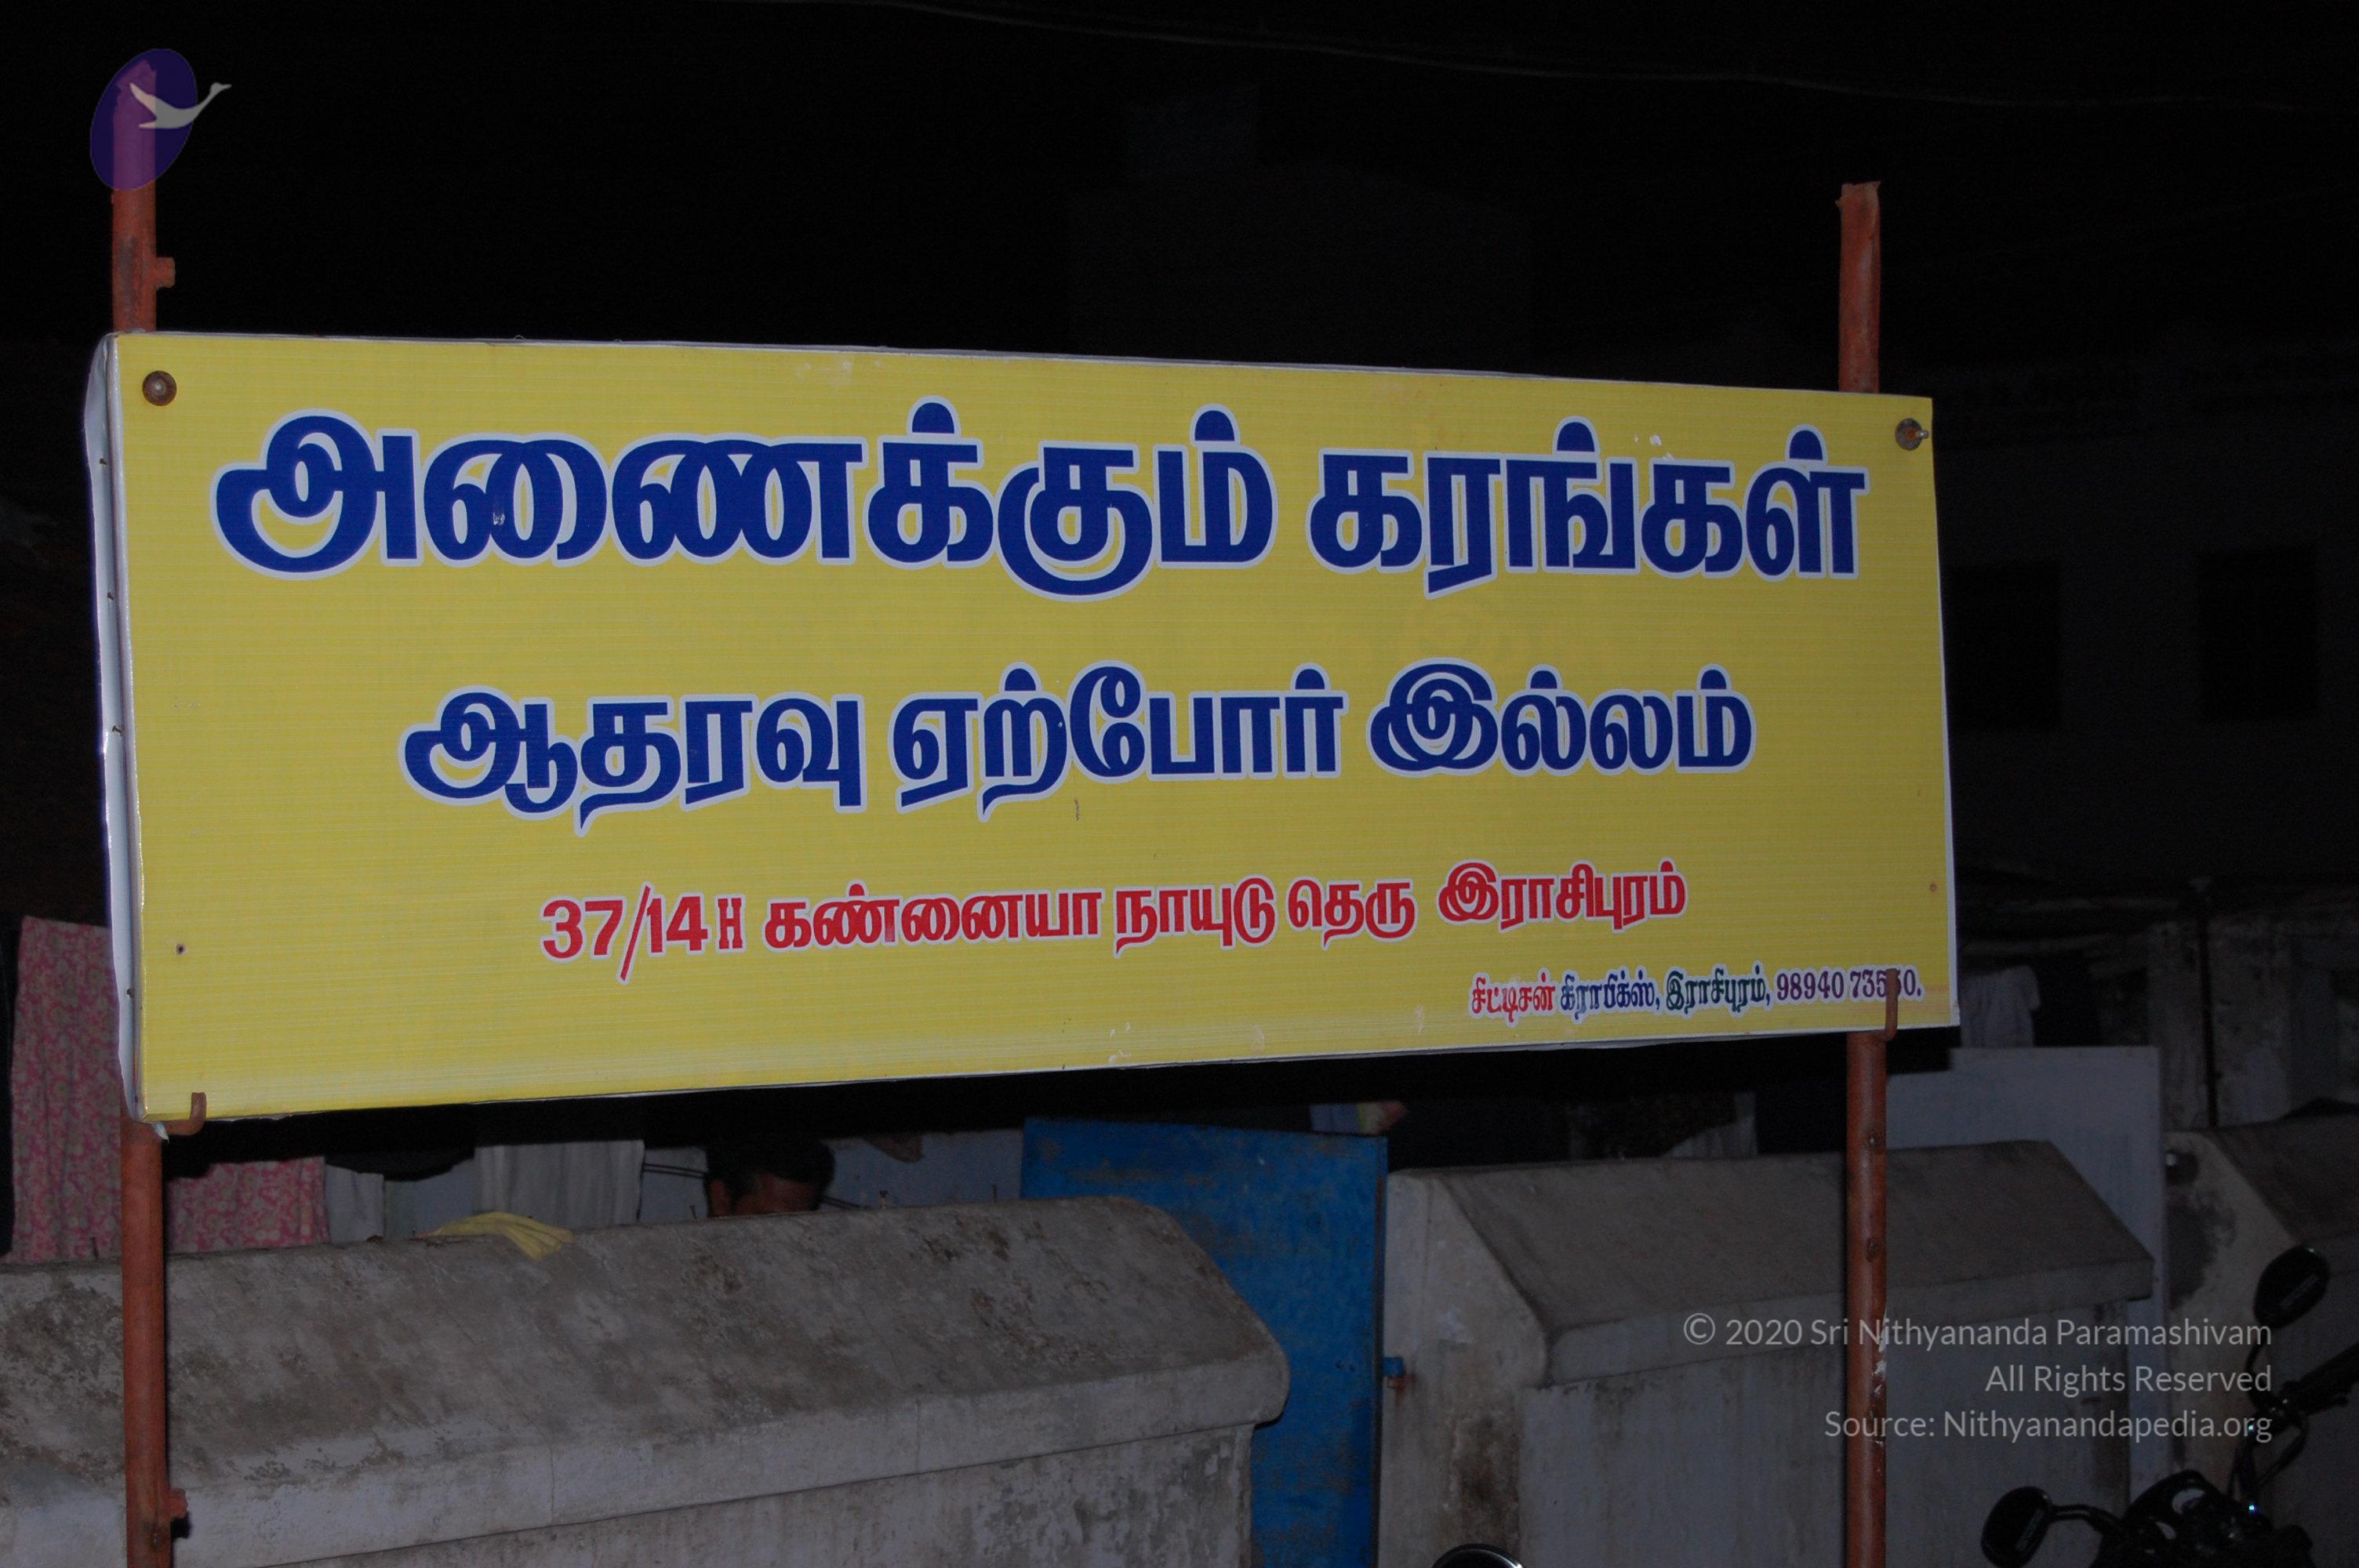 அணைக்கும் கரங்கள்
ஆதரவு ஏற்போர் இல்லம்
37/14H கண்னையா நாயுடு தெரு இராசிபுரம்
சிட்டிசன் கிராபிக்ஸ், இராசிபுரம், 98940
© 2020 Sri Nithyananda Paramashivam
All Rights Reserved
Source: Nithyanandapedia.org